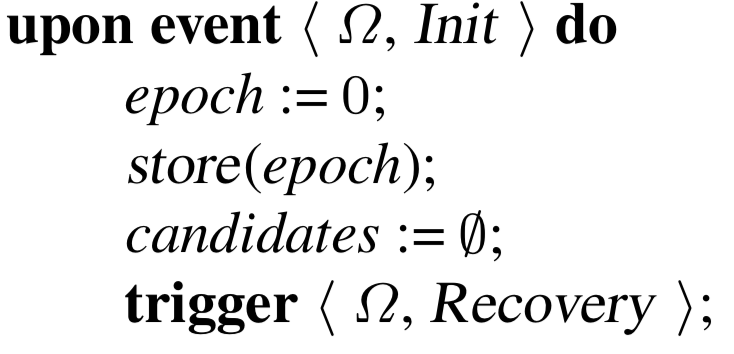 upon event ⟨ Ω, Init ⟩ do
epoch := 0;
store(epoch);
candidates := ∅;
trigger ⟨ Ω, Recovery ⟩;